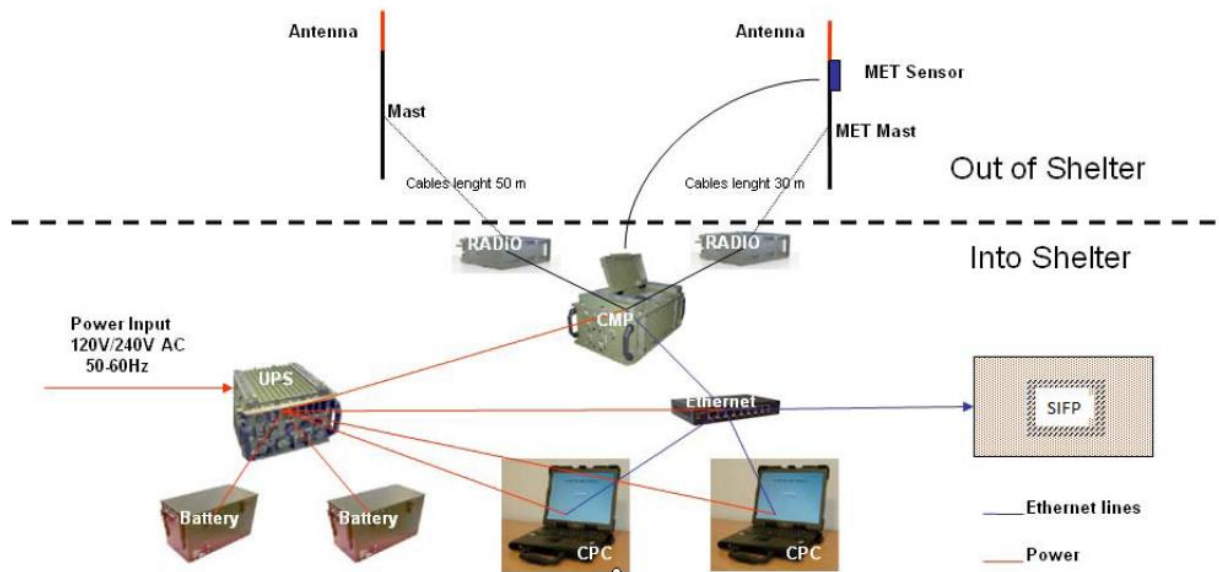 Antenna
Antenna
MET Sensor
Mast
MET Mast
Cables lenght 50 m
Cables lenght 30 m
Out of Shelter
RADiO
RADIO
Into Shelter
CMP
Power Input
120V/240V AC
50-60Hz
UPS
Ethernet
SIFP
Battery
Battery
CPC
CPC
Ethernet lines
Power